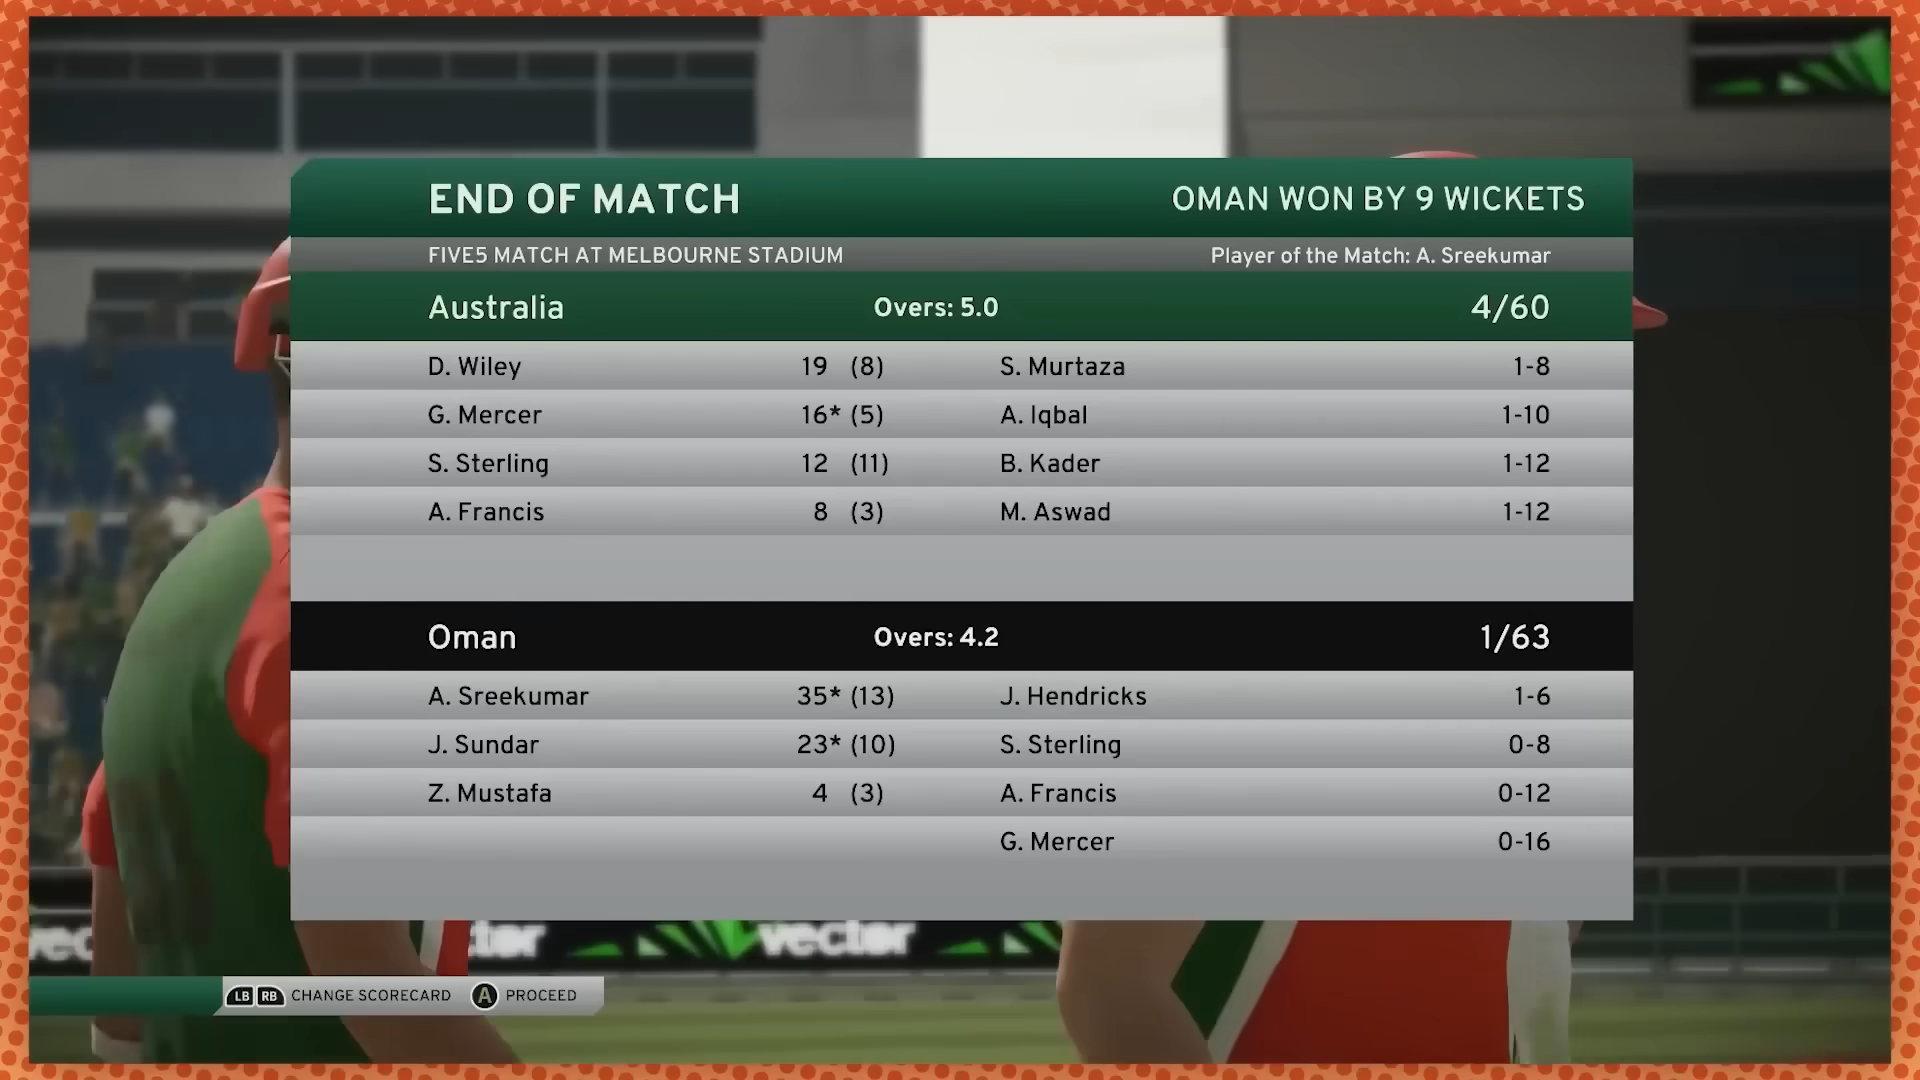 END OF MATCH OMAN WON BY 9 WICKETS
FIVE5 MATCH AT MELBOURNE STADIUM Player of the Match: A. Sreekumar
Australia Overs: 5.0 4/60
D. Wiley 19 (8) S. Murtaza 1-8
G. Mercer 16* (5) A. Iqbal 1-10
S. Sterling 12 (11) B. Kader 1-12
A. Francis 8 (3) M. Aswad 1-12
Oman Overs: 4.2 1/63
A. Sreekumar 35* (13) J. Hendricks 1-6
J. Sundar 23* (10) S. Sterling 0-8
Z. Mustafa 4 (3) A. Francis 0-12
G. Mercer 0-16
vec tor vector
LB RB CHANGE SCORECARD A PROCEED